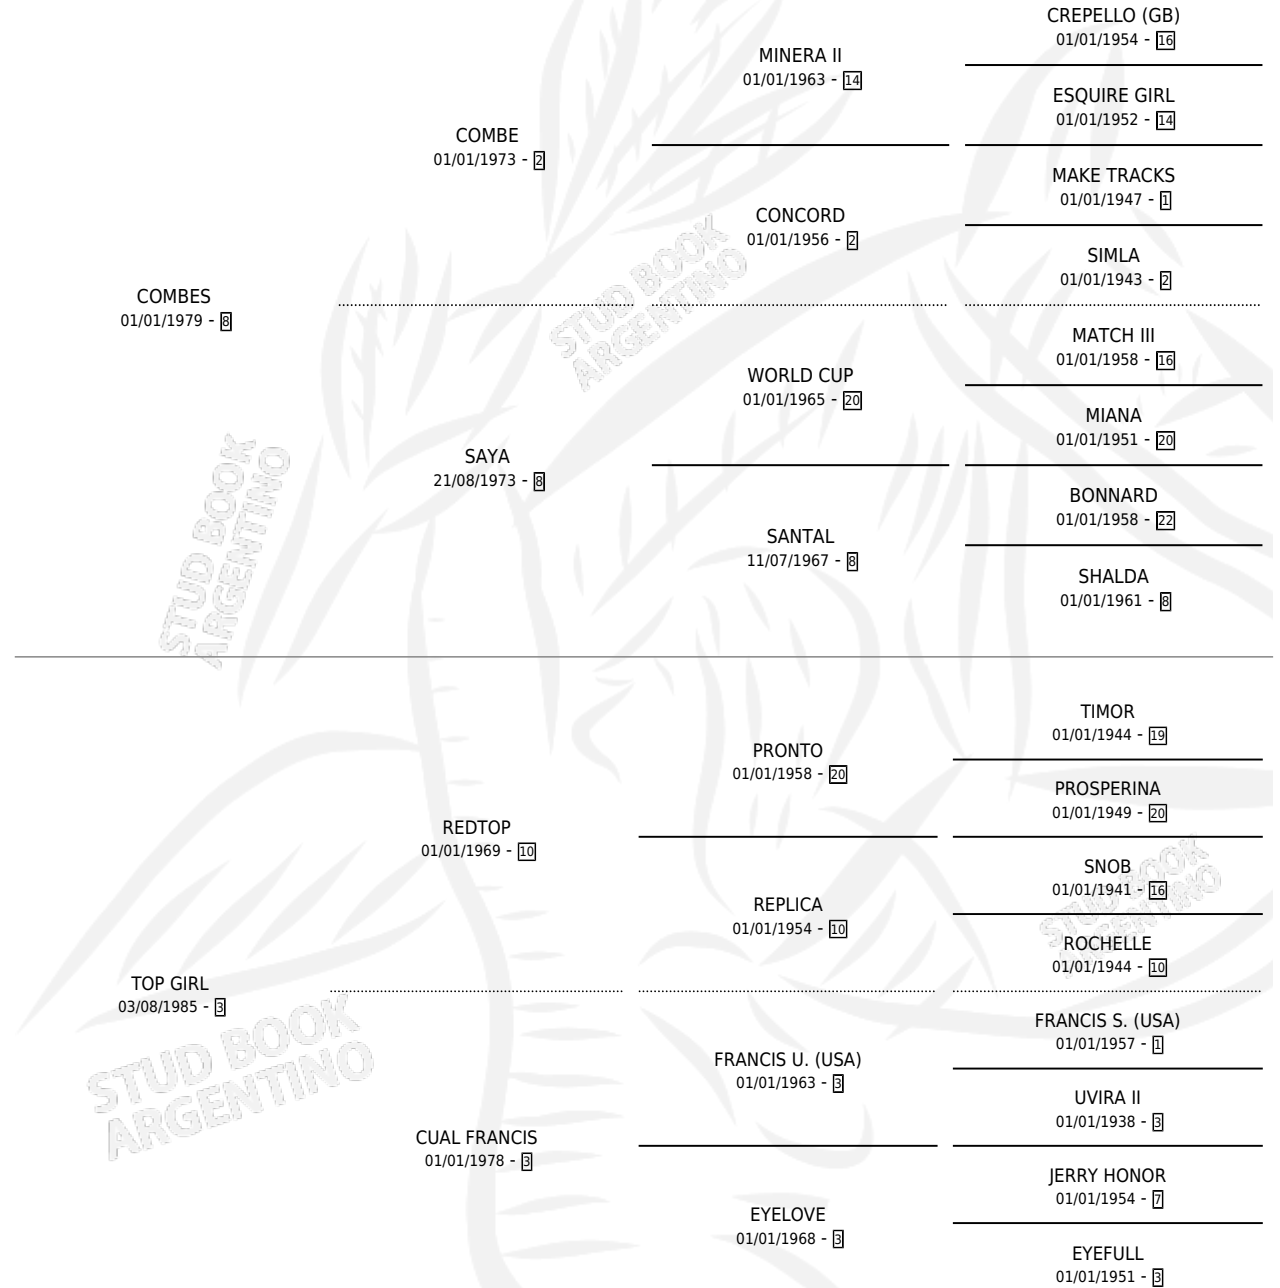 CREPELLO (GB)
01/01/1954 - 16
MINERA II
01/01/1963 - 14
ESQUIRE GIRL
01/01/1952 - 14
COMBE
01/01/1973 - 2
MAKE TRACKS
01/01/1947 - 1
CONCORD
01/01/1956 - 2
SIMLA
01/01/1943 - 2
COMBES
01/01/1979 - 8
STUD BOOK
ARGENTINO
MATCH III
01/01/1958 - 16
WORLD CUP
01/01/1965 - 20
MIANA
01/01/1951 - 20
SAYA
21/08/1973 - 8
BONNARD
01/01/1958 - 22
SANTAL
11/07/1967 - 8
SHALDA
01/01/1961 - 8
STUD BOOK
ARGENTINO
TIMOR
01/01/1944 - 19
PRONTO
01/01/1958 - 20
PROSPERINA
01/01/1949 - 20
REDTOP
01/01/1969 - 10
SNOB
01/01/1941 - 16
REPLICA
01/01/1954 - 10
ROCHELLE
01/01/1944 - 10
STUD BOOK
ARGENTINO
TOP GIRL
03/08/1985 - 3
FRANCIS S. (USA)
01/01/1957 - 1
FRANCIS U. (USA)
01/01/1963 - 3
UVIRA II
01/01/1938 - 3
STUD BOOK
ARGENTINO
CUAL FRANCIS
01/01/1978 - 3
JERRY HONOR
01/01/1954 - 7
EYELOVE
01/01/1968 - 3
EYEFULL
01/01/1951 - 3